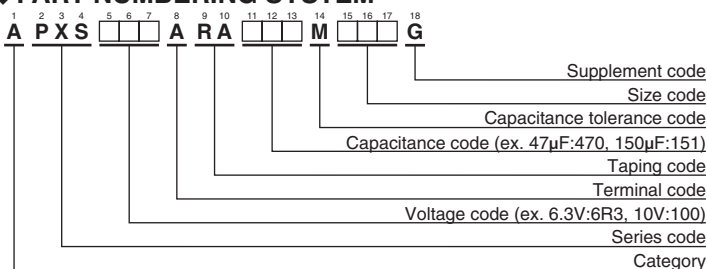 PART NUMBERING SYSTEM
1 2 3 4 5 6 7 8 9 10 11 12 13 14 15 16 17 18
A PXS □□□ A RA □□□ M □□□ G
Supplement code
Size code
Capacitance tolerance code
Capacitance code (ex. 47µF:470, 150µF:151)
Taping code
Terminal code
Voltage code (ex. 6.3V:6R3, 10V:100)
Series code
Category